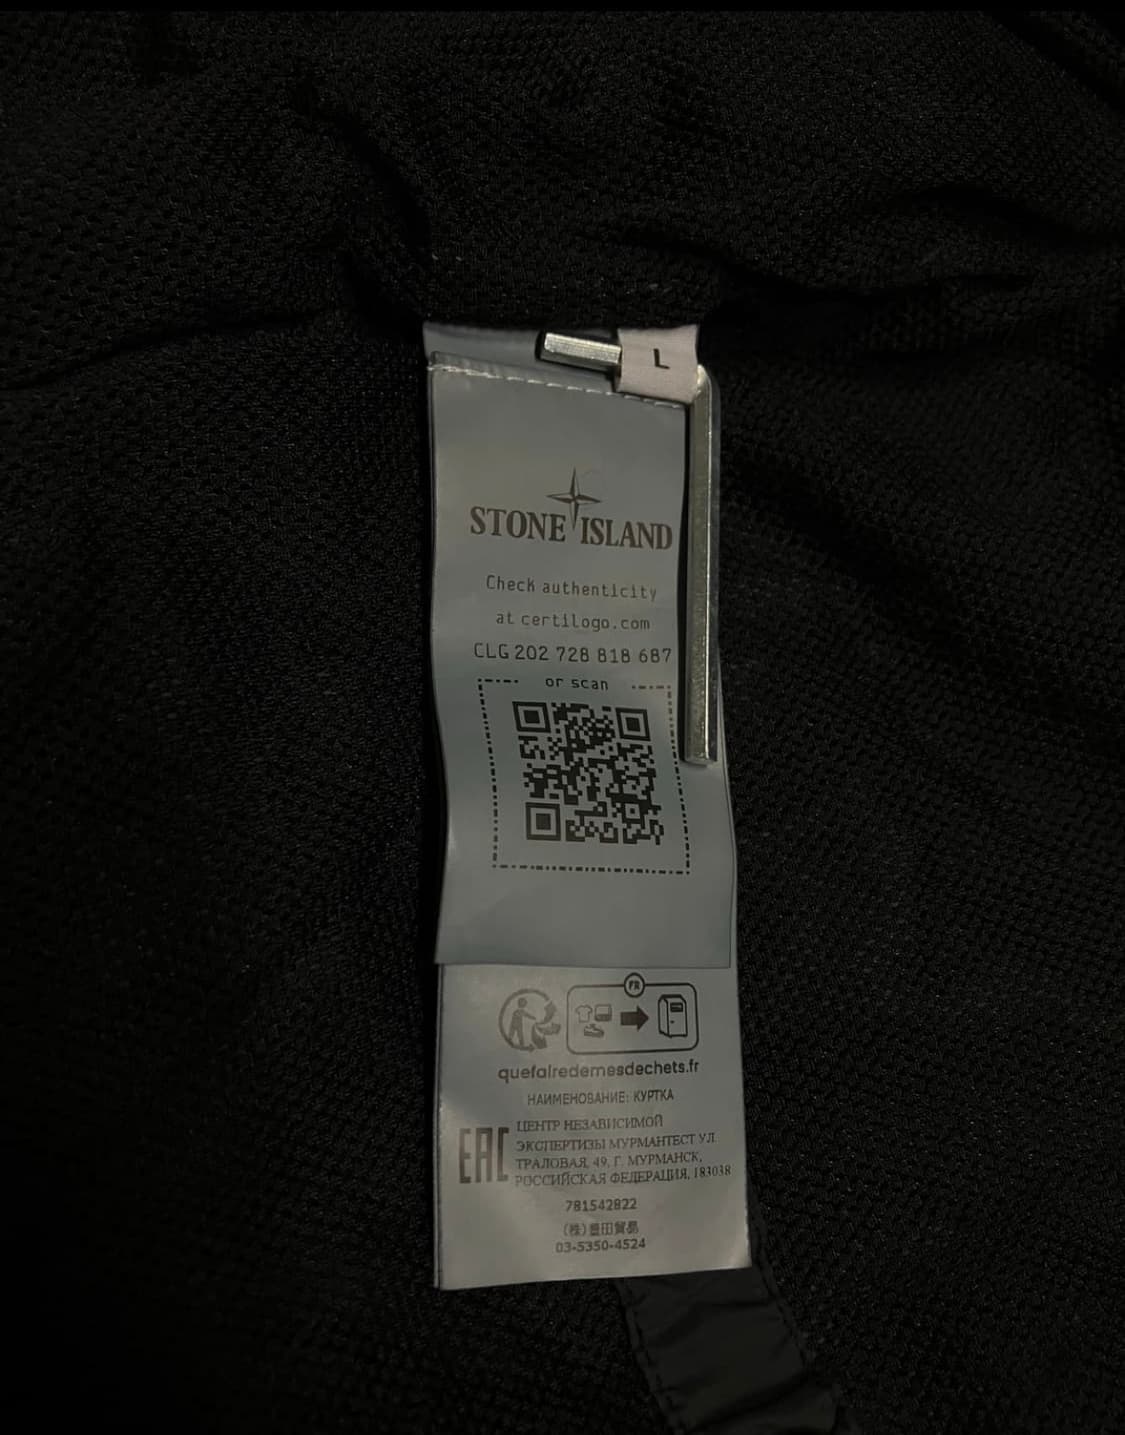 L
STONE ISLAND
Check authenticity
at certilogo.com
CLG 202 728 818 687
or scan
FR
quefairedemesdechets.fr
НАИМЕНОВАНИЕ: КУРТКА
EAC
ЦЕНТР НЕЗАВИСИМОЙ
ЭКСПЕРТИЗЫ МУРМАНТЕСТ УЛ
ТРАЛОВАЯ, 49, Г. МУРМАНСК,
РОССИЙСКАЯ ФЕДЕРАЦИЯ, 183038
781542822
(株)豊田貿易
03-5350-4524